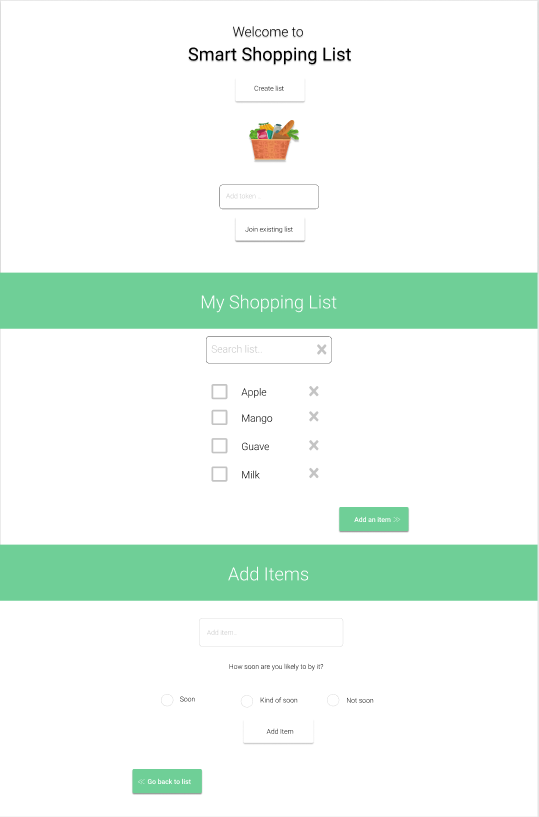 Welcome to
Smart Shopping List
Create list
Add token...
Join existing list
My Shopping List
Search list..
Apple
Mango
Guave
Milk
Add an item >>
Add Items
Add item...
How soon are you likely to by it?
Soon Kind of soon Not soon
Add Item
<< Go back to list